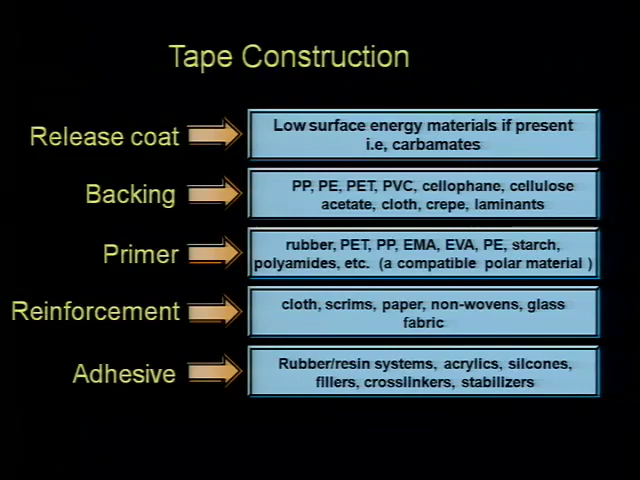 Tape Construction
Release coat
Low surface energy materials if present
i.e, carbamates
Backing
PP, PE, PET, PVC, cellophane, cellulose
acetate, cloth, crepe, laminants
Primer
rubber, PET, PP, EMA, EVA, PE, starch,
polyamides, etc. (a compatible polar material )
Reinforcement
cloth, scrims, paper, non-wovens, glass
fabric
Adhesive
Rubber/resin systems, acrylics, silcones,
fillers, crosslinkers, stabilizers